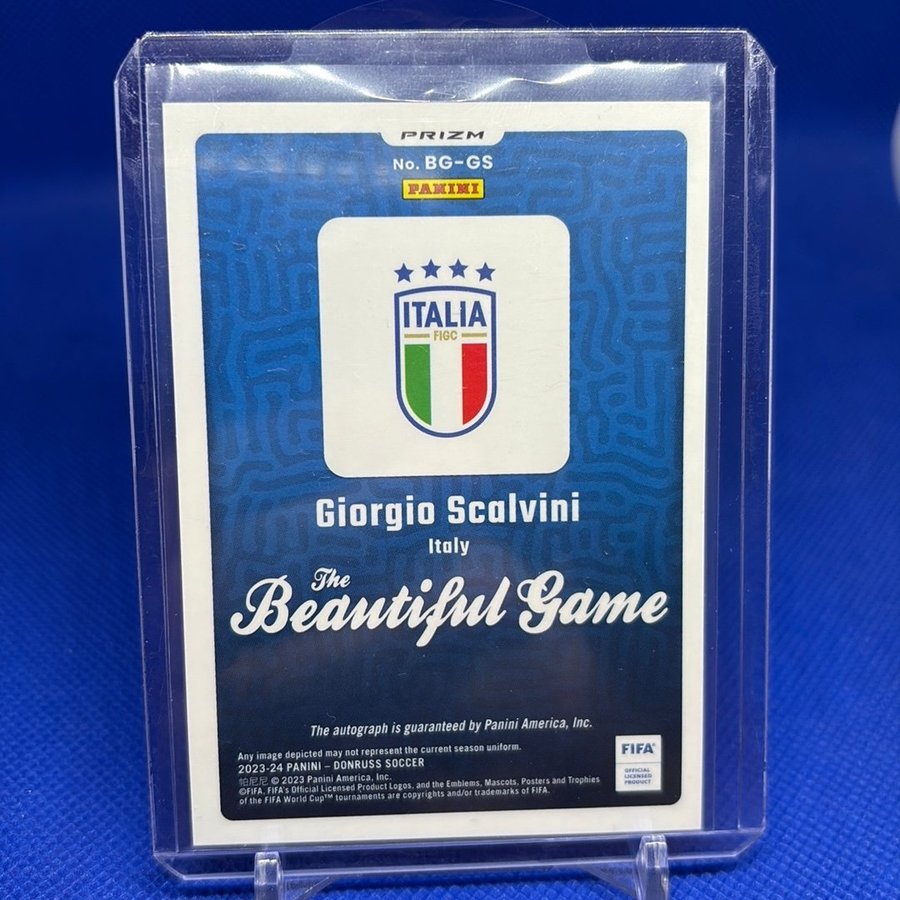 PRIZM
No. BG-GS
PANINI
ITALIA
FIGC
Giorgio Scalvini
Italy
The
Beautiful Game
The autograph is guaranteed by Panini America, Inc.
Any image depicted may not represent the current season uniform.
2023-24 PANINI – DONRUSS SOCCER
帕尼尼 © 2023 Panini America, Inc.
©FIFA, FIFA's Official Licensed Product Logos, and the Emblems, Mascots, Posters and Trophies
of the FIFA World Cup™ tournaments are copyrights and/or trademarks of FIFA.
FIFA®
OFFICIAL
LICENSED
PRODUCT